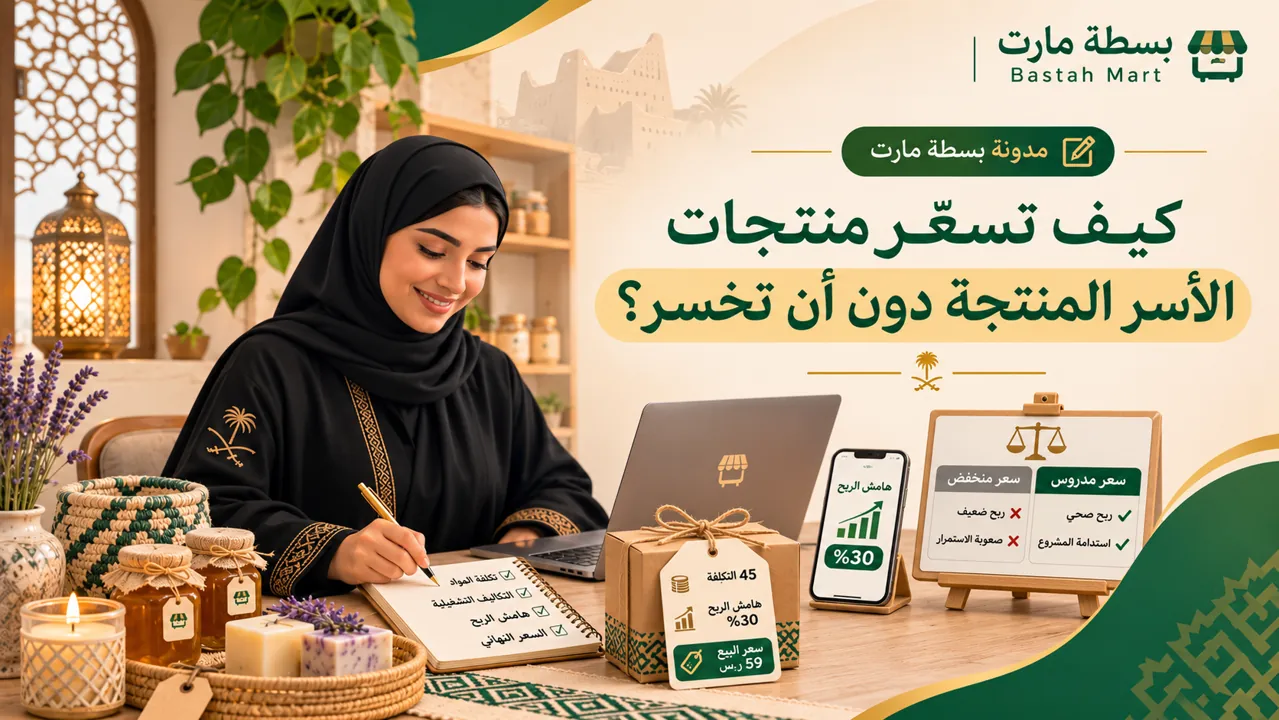 بسطة مارت
Bastah Mart
مدونة بسطة مارت
كيف تسعّر منتجات
الأسر المنتجة دون أن تخسر؟
تكلفة المواد
التكاليف التشغيلية
هامش الربح
السعر النهائي
45 التكلفة
هامش الربح
%30
سعر البيع
59 ر.س
هامش الربح
%30
سعر مدروس
ربح صحي
استدامة المشروع
سعر منخفض
ربح ضعيف
صعوبة الاستمرار